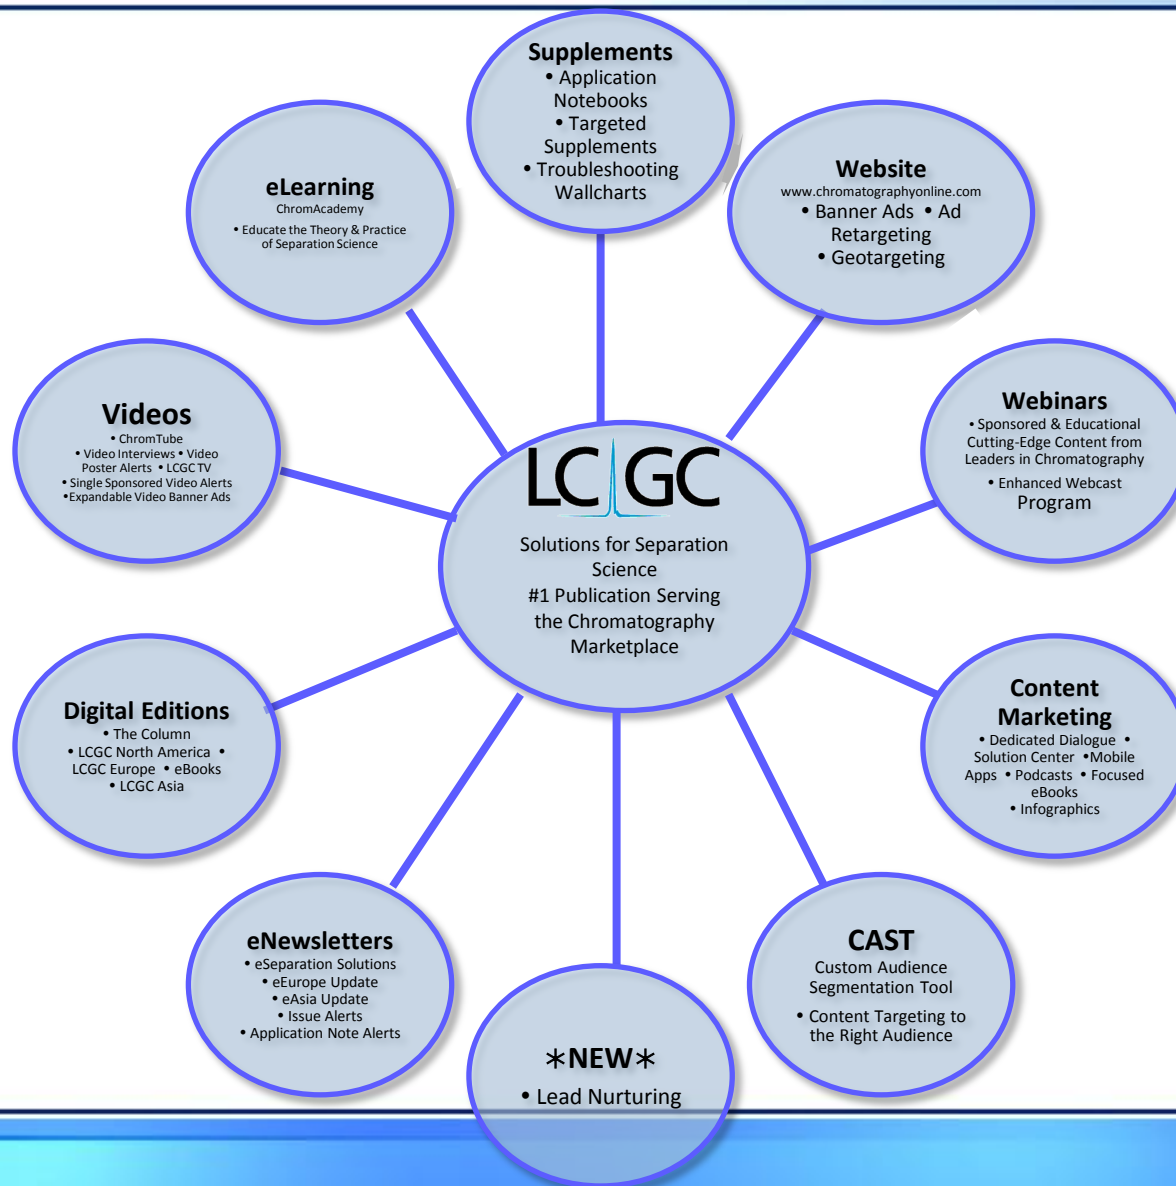 Supplements
• Application
Notebooks
• Targeted
Supplements
• Troubleshooting
Wallcharts
Website
www.chromatographyonline.com
• Banner Ads • Ad
Retargeting
• Geotargeting
eLearning
ChromAcademy
• Educate the Theory & Practice
of Separation Science
Webinars
• Sponsored & Educational
Cutting-Edge Content from
Leaders in Chromatography
• Enhanced Webcast
Program
Videos
• ChromTube
• Video Interviews • Video
Poster Alerts • LCGC TV
• Single Sponsored Video Alerts
•Expandable Video Banner Ads
LCGC
Solutions for Separation
Science
#1 Publication Serving
the Chromatography
Marketplace
Content
Marketing
• Dedicated Dialogue •
Solution Center •Mobile
Apps • Podcasts • Focused
eBooks
• Infographics
Digital Editions
• The Column
• LCGC North America •
LCGC Europe • eBooks
• LCGC Asia
CAST
Custom Audience
Segmentation Tool
• Content Targeting to
the Right Audience
eNewsletters
• eSeparation Solutions
• eEurope Update
• eAsia Update
• Issue Alerts
• Application Note Alerts
*NEW*
• Lead Nurturing